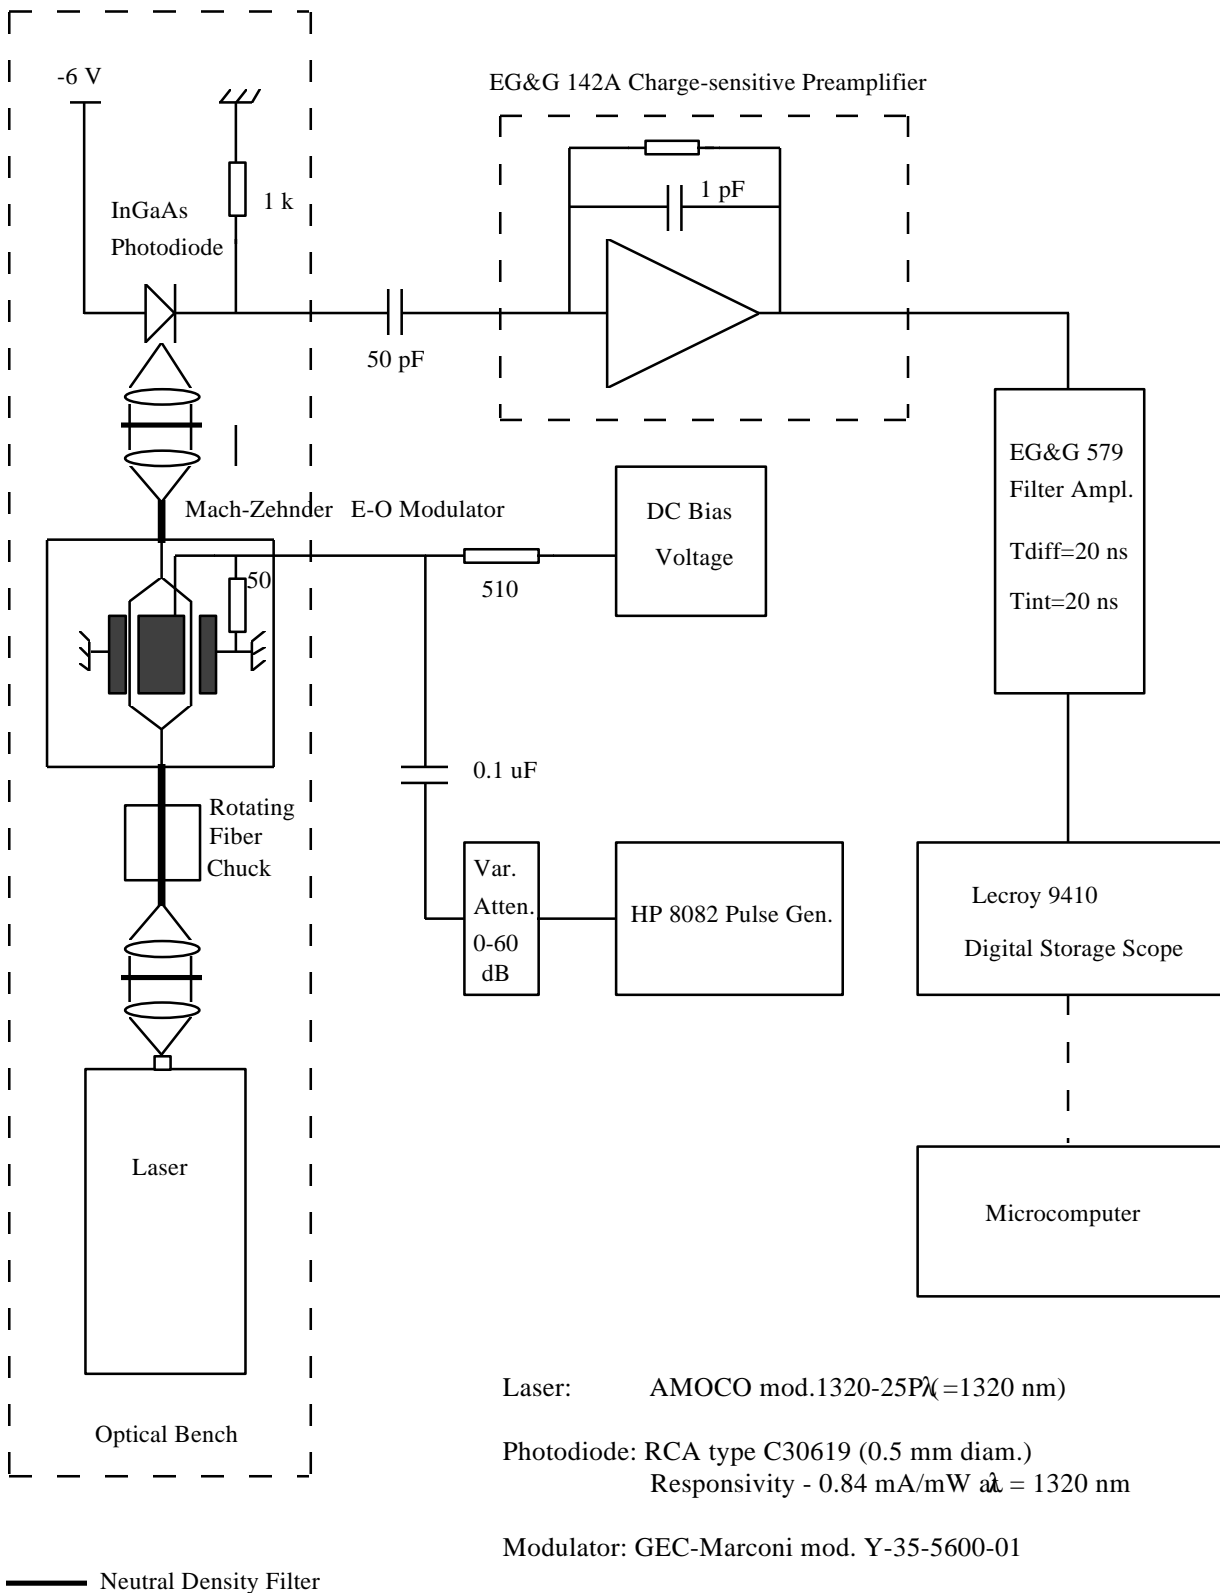 -6 V
EG&G 142A Charge-sensitive Preamplifier
1 k
InGaAs
Photodiode
1 pF
50 pF
EG&G 579
Filter Ampl.
Tdiff=20 ns
Tint=20 ns
Mach-Zehnder E-O Modulator
DC Bias
Voltage
50
510
0.1 uF
Rotating
Fiber
Chuck
Var.
Atten.
0-60
dB
HP 8082 Pulse Gen.
Lecroy 9410
Digital Storage Scope
Laser
Microcomputer
Optical Bench
Laser: AMOCO mod.1320-25P (λ=1320 nm)
Photodiode: RCA type C30619 (0.5 mm diam.)
Responsivity - 0.84 mA/mW at λ = 1320 nm
Modulator: GEC-Marconi mod. Y-35-5600-01
Neutral Density Filter